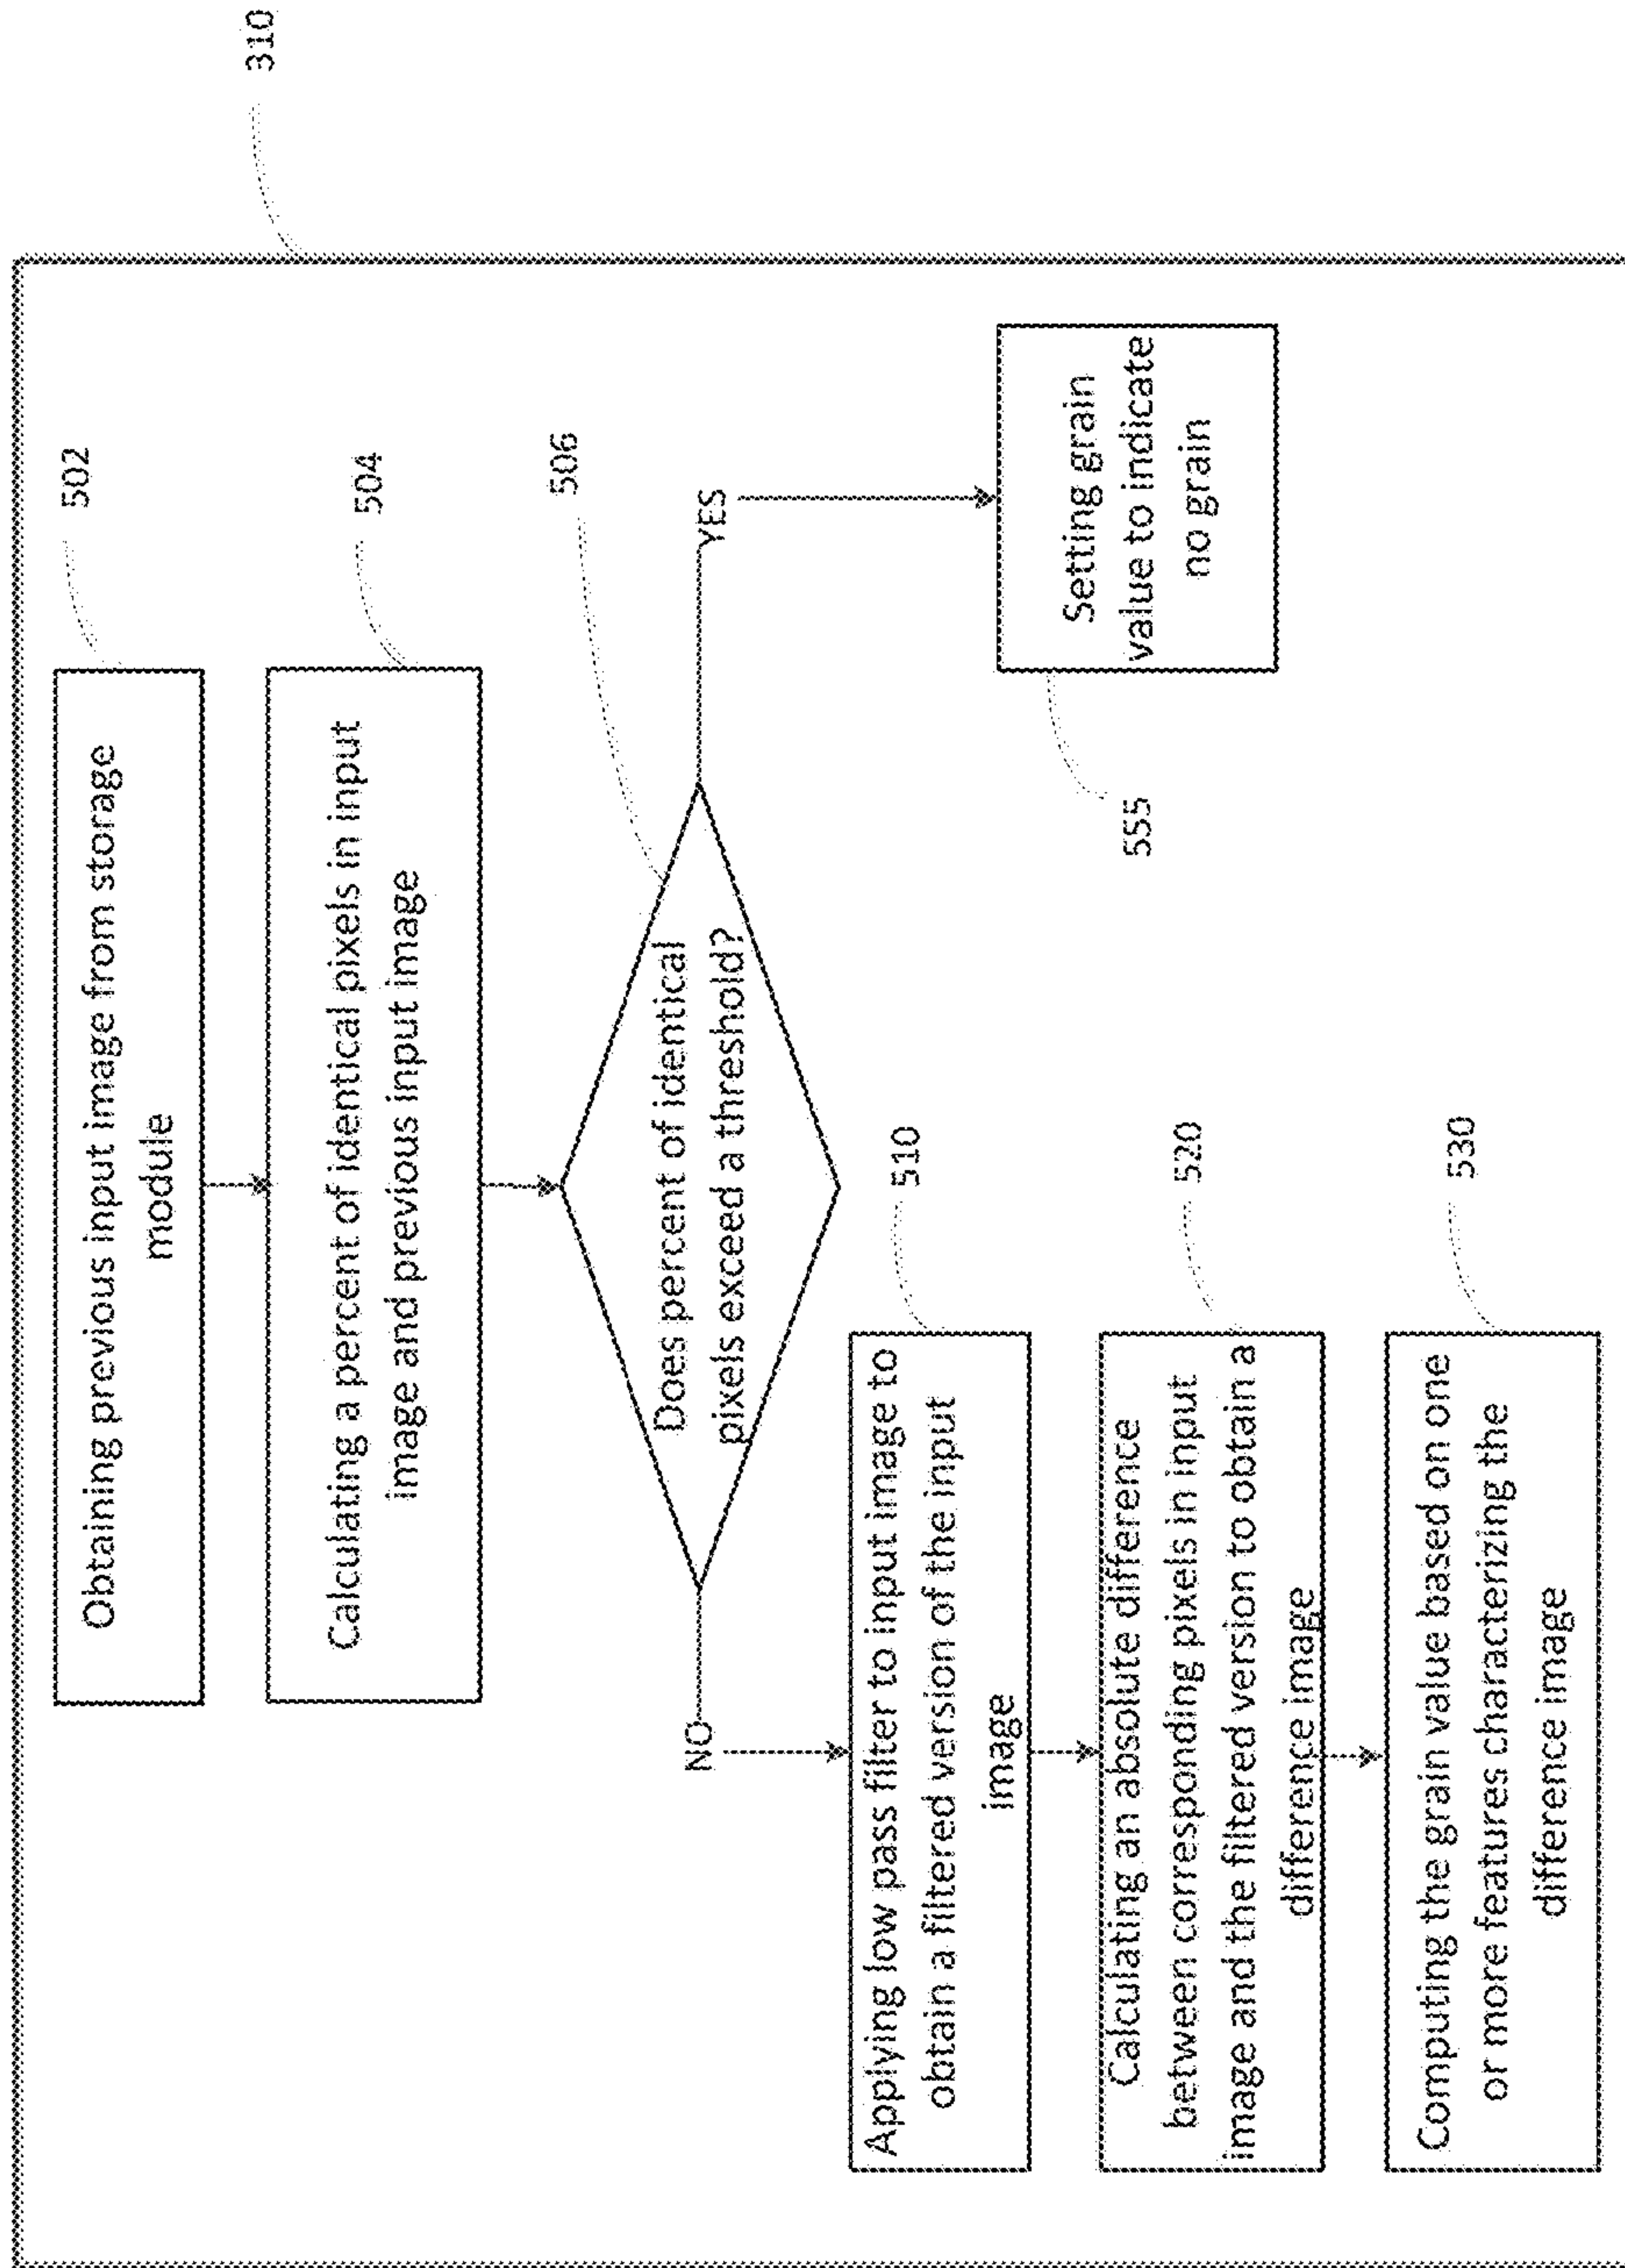 310
502
Obtaining previous input image from storage
module
504
Calculating a percent of identical pixels in input
image and previous input image
506
Does percent of identical
pixels exceed a threshold?
NO
YES
510
Applying low pass filter to input image to
obtain a filtered version of the input
image
555
Setting grain
value to indicate
no grain
520
Calculating an absolute difference
between corresponding pixels in input
image and the filtered version to obtain a
difference image
530
Computing the grain value based on one
or more features characterizing the
difference image